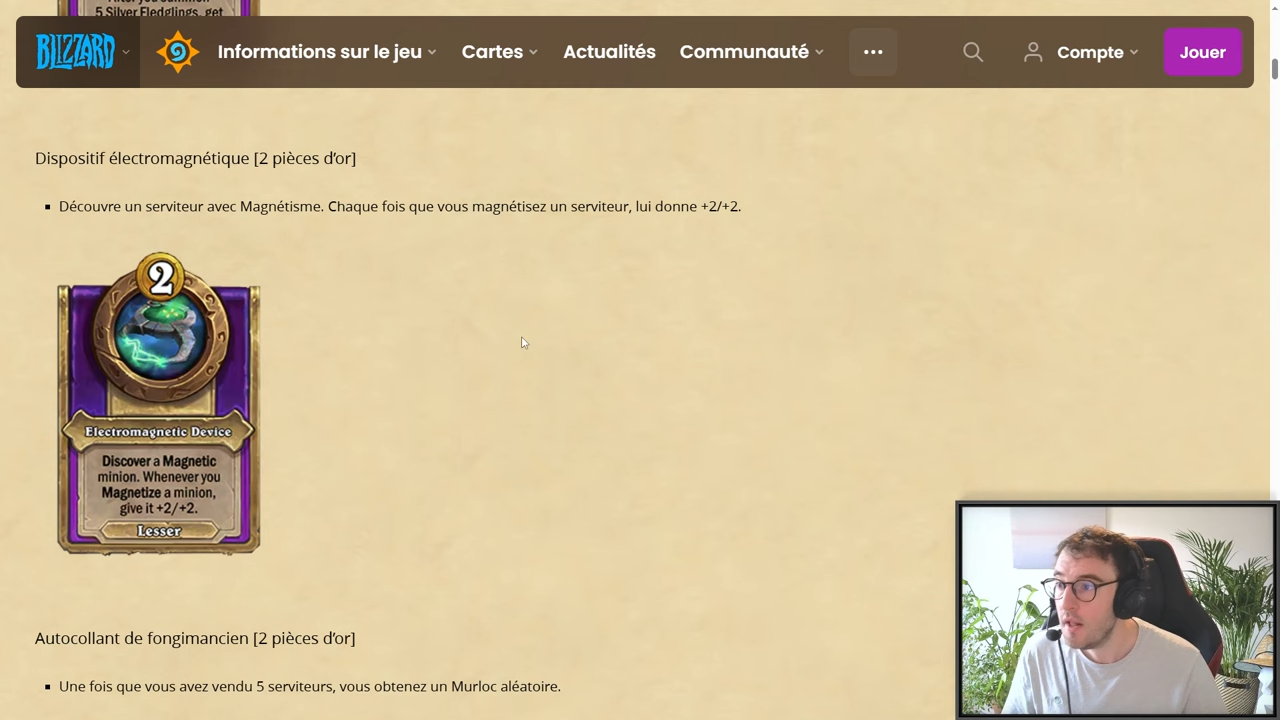 5 Silver Fledglings, get
BLIZZARD
Informations sur le jeu
Cartes
Actualités
Communauté
Compte
Jouer
Dispositif électromagnétique [2 pièces d’or]
Découvre un serviteur avec Magnétisme. Chaque fois que vous magnétisez un serviteur, lui donne +2/+2.
2
Electromagnetic Device
Discover a Magnetic
minion. Whenever you
Magnetize a minion,
give it +2/+2.
Lesser
Autocollant de fongimancien [2 pièces d’or]
Une fois que vous avez vendu 5 serviteurs, vous obtenez un Murloc aléatoire.